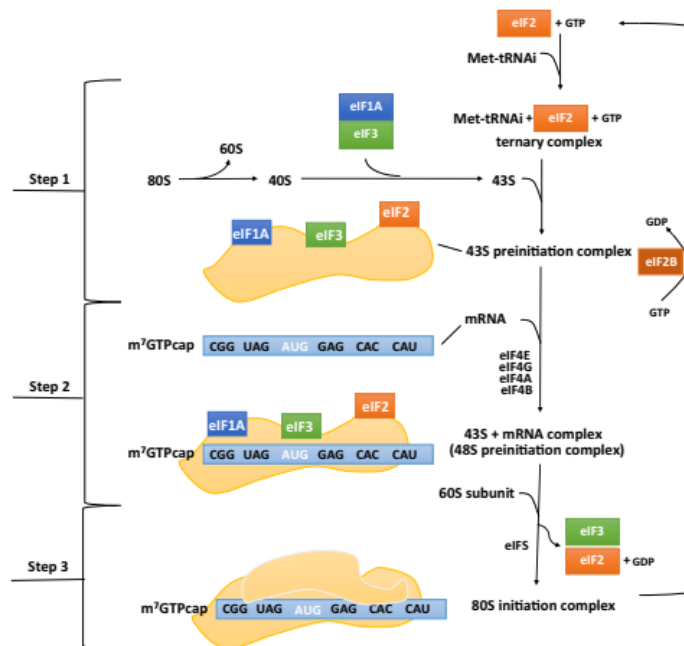 eIF2 + GTP
Met-tRNAi
eIF1A
eIF3
Met-tRNAi + eIF2 + GTP
ternary complex
60S
Step 1
80S
40S
43S
eIF1A
eIF3
eIF2
43S preinitiation complex
GDP
eIF2B
GTP
mRNA
m⁷GTPcap CGG UAG AUG GAG CAC CAU
eIF4E
eIF4G
eIF4A
eIF4B
Step 2
eIF1A
eIF3
eIF2
43S + mRNA complex
(48S preinitiation complex)
m⁷GTPcap CGG UAG AUG GAG CAC CAU
60S subunit
eIF3
eIFS
eIF2 + GDP
Step 3
m⁷GTPcap CGG UAG AUG GAG CAC CAU
80S initiation complex